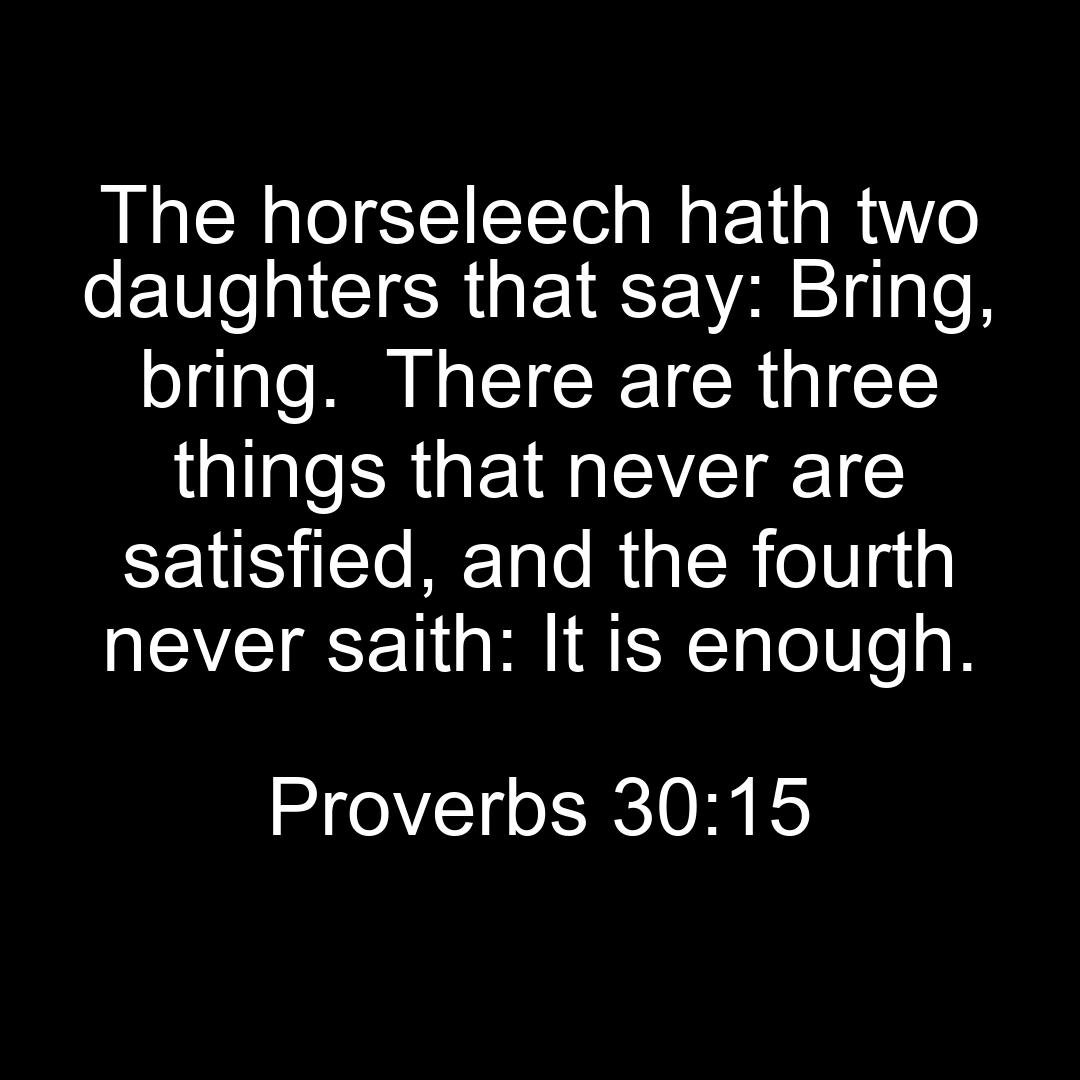 The horseleech hath two
daughters that say: Bring,
bring.  There are three
things that never are
satisfied, and the fourth
never saith: It is enough.
Proverbs 30:15